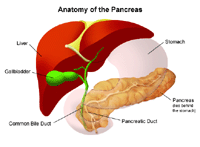 Anatomy of the Pancreas
Liver
Stomach
Gallbladder
Pancreas
(lies behind
the stomach)
Common Bile Duct
Pancreatic Duct